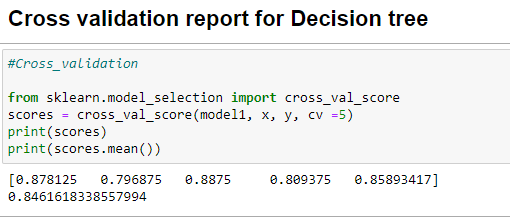 Cross validation report for Decision tree
#Cross_validation
from sklearn.model_selection import cross_val_score
scores = cross_val_score(model1, x, y, cv =5)
print(scores)
print(scores.mean())
[0.878125 0.796875 0.8875 0.809375 0.85893417]
0.8461618338557994